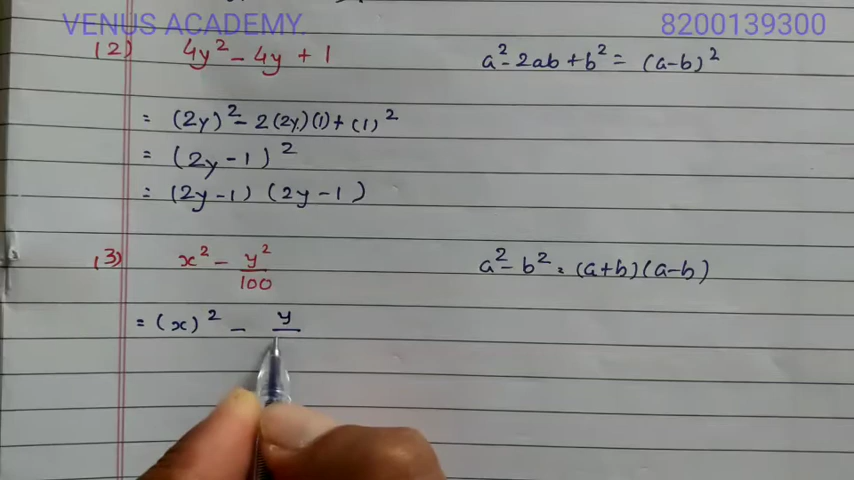 VENUS ACADEMY. 8200139300
(2) 4y² - 4y + 1 a² - 2ab + b² = (a-b)²
= (2y)² - 2(2y)(1) + (1)²
= (2y - 1)²
= (2y - 1) (2y - 1)
(3) x² - y²/100 a² - b² = (a+b)(a-b)
= (x)² - y/